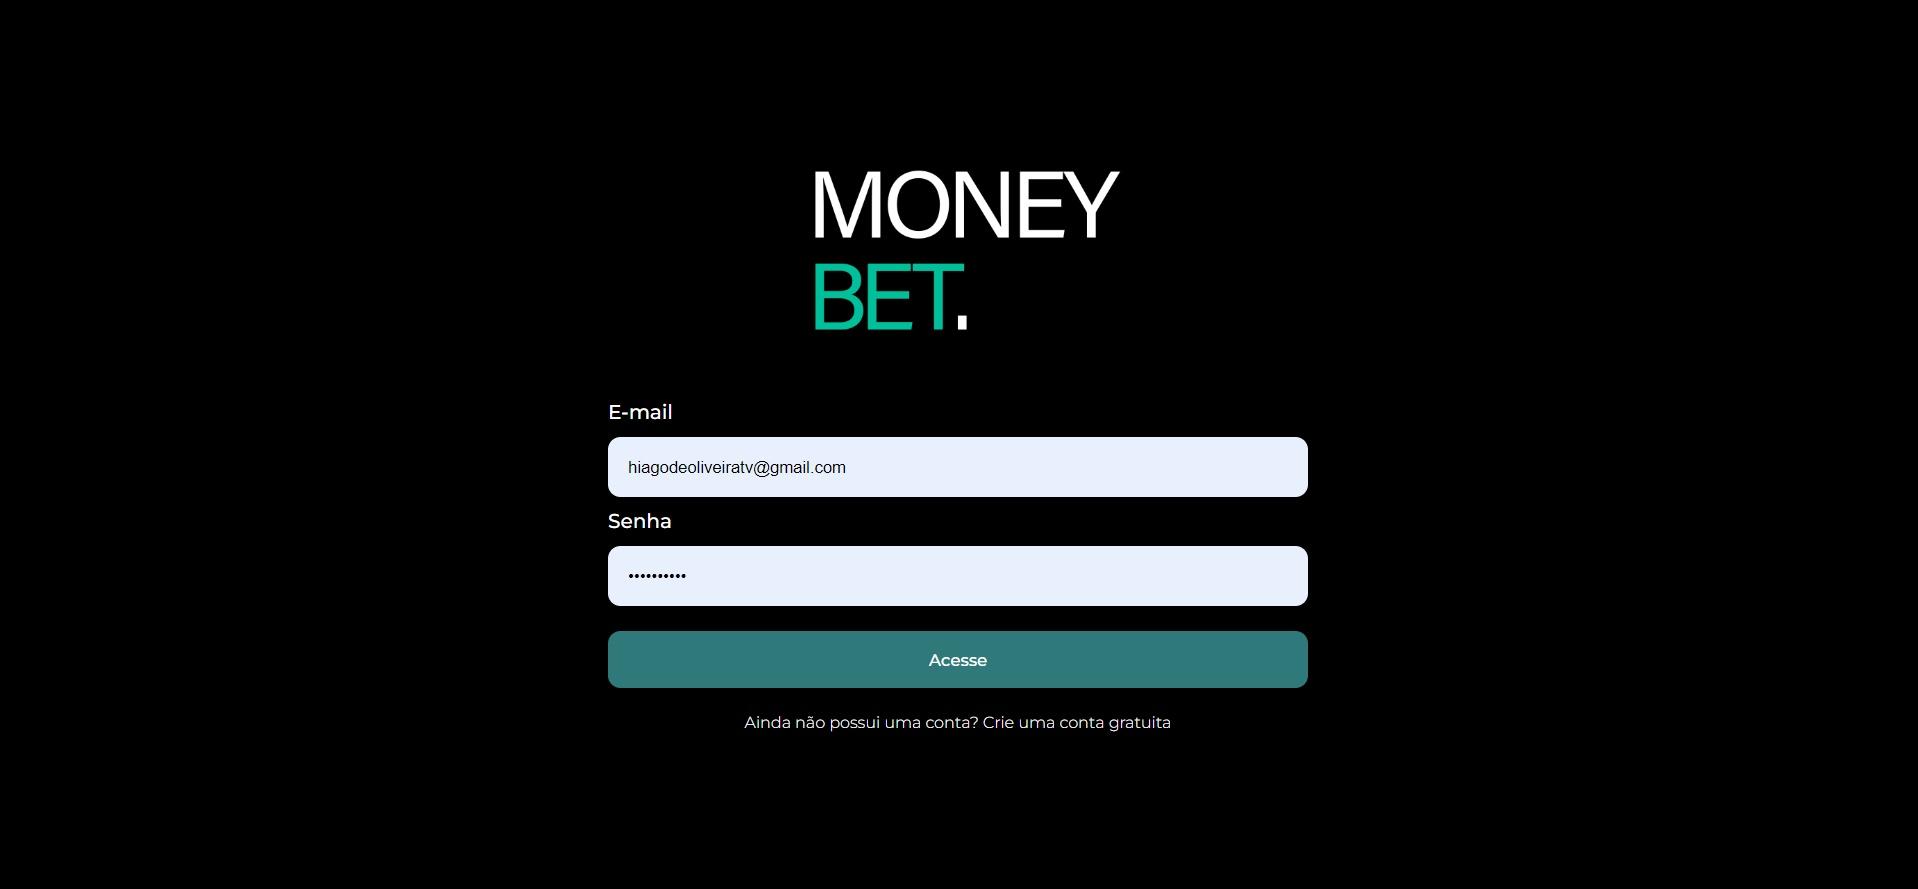 MONEY
BET.
E-mail
hiagodeoliveiratv@gmail.com
Senha
••••••••••
Acesse
Ainda não possui uma conta? Crie uma conta gratuita